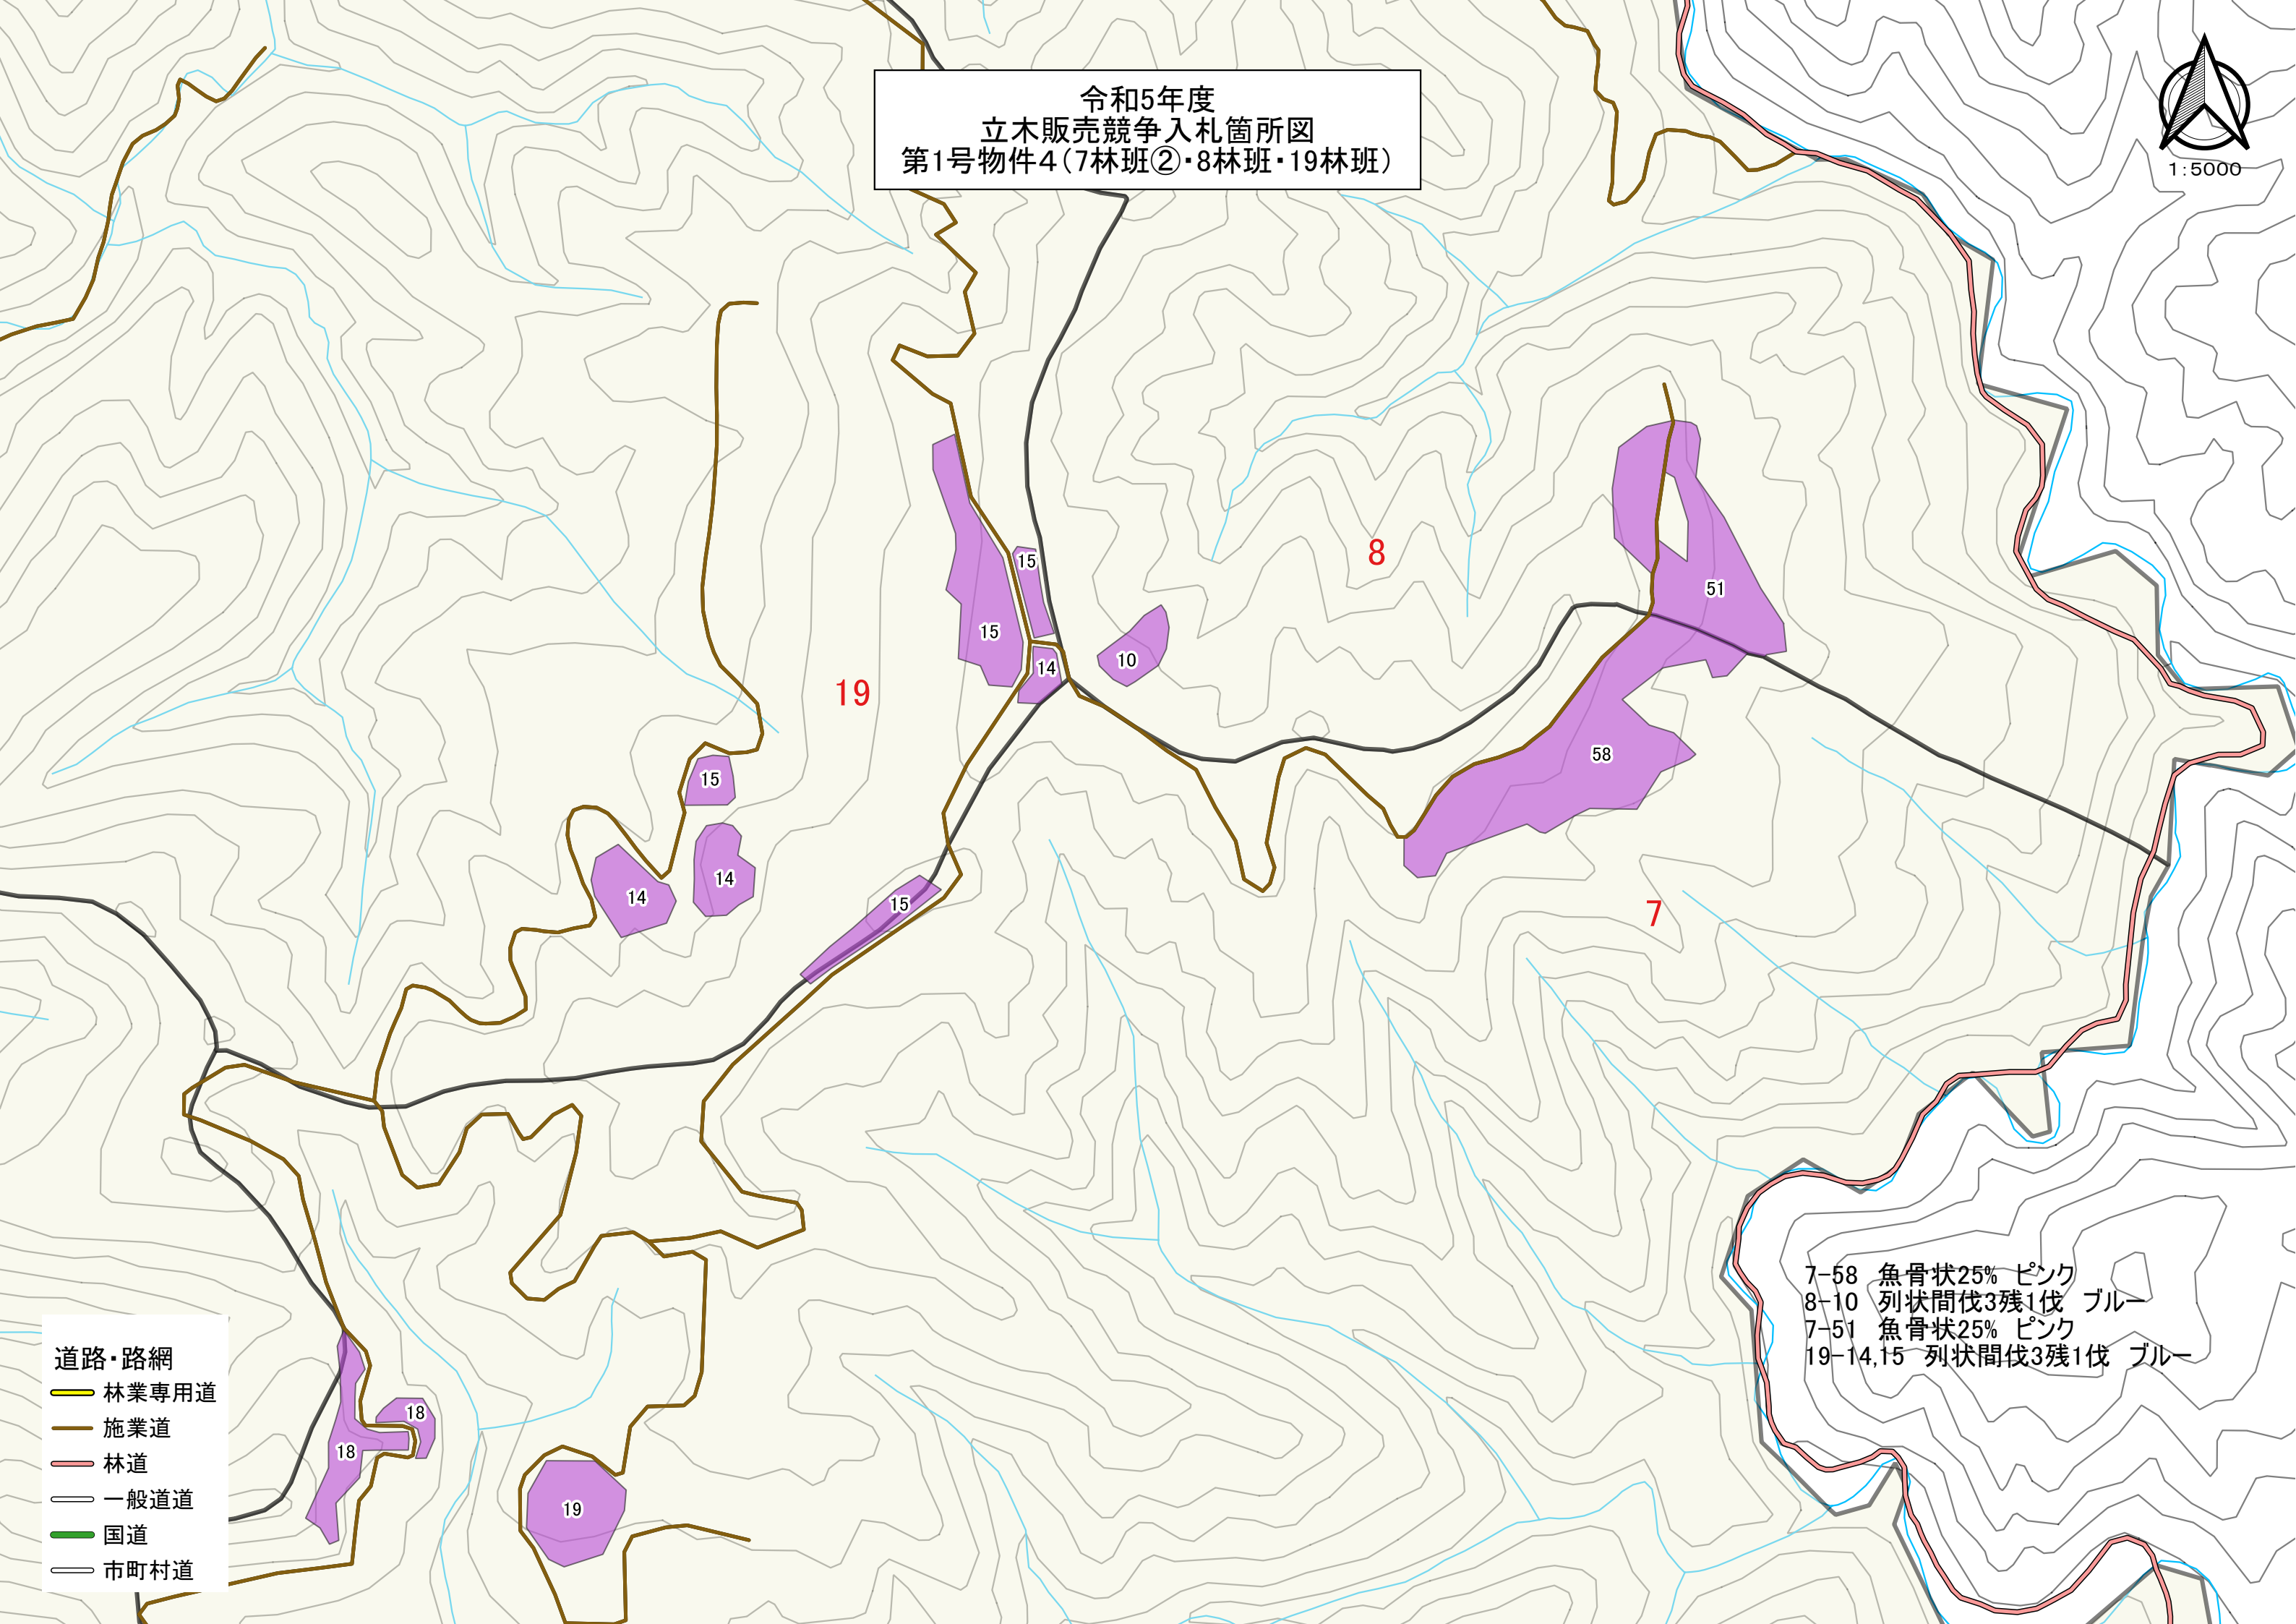 令和5年度
立木販売競争入札箇所図
第1号物件4(7林班②・8林班・19林班)
1:5000
8
51
15
15
14
10
19
58
15
14
14
15
7
7-58 魚骨状25% ピンク
8-10 列状間伐3残1伐 ブルー
7-51 魚骨状25% ピンク
19-14,15 列状間伐3残1伐 ブルー
道路・路網
林業専用道
施業道
林道
一般道道
国道
市町村道
18
18
19